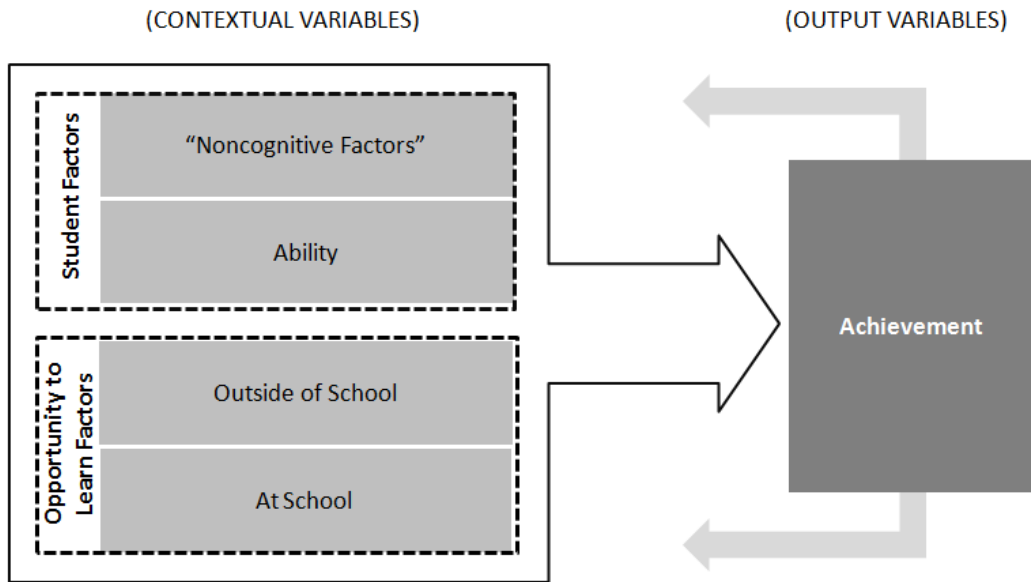 (CONTEXTUAL VARIABLES)
(OUTPUT VARIABLES)
Student Factors
“Noncognitive Factors”
Ability
Achievement
Opportunity to
Learn Factors
Outside of School
At School